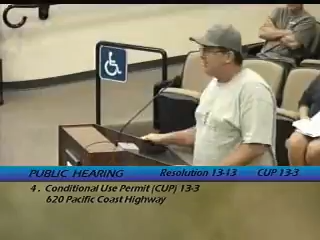 PUBLIC HEARING Resolution 13-13 CUP 13-3
4. Conditional Use Permit (CUP) 13-3
620 Pacific Coast Highway